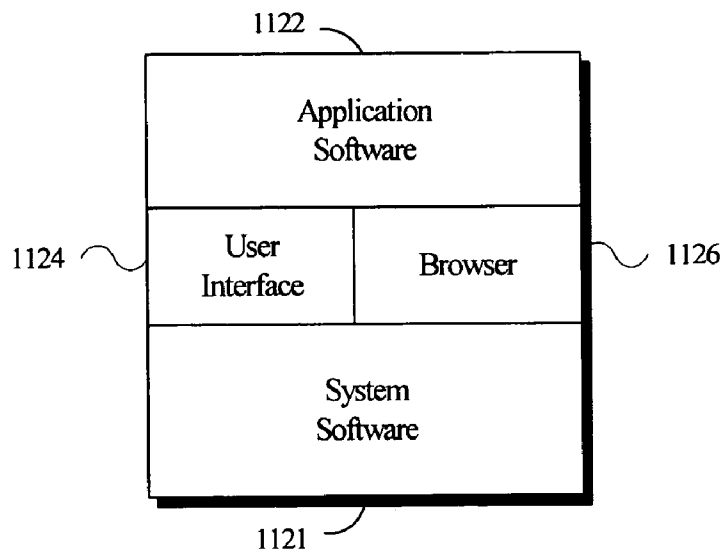 1122
Application
Software
1124
User
Interface
Browser
1126
System
Software
1121